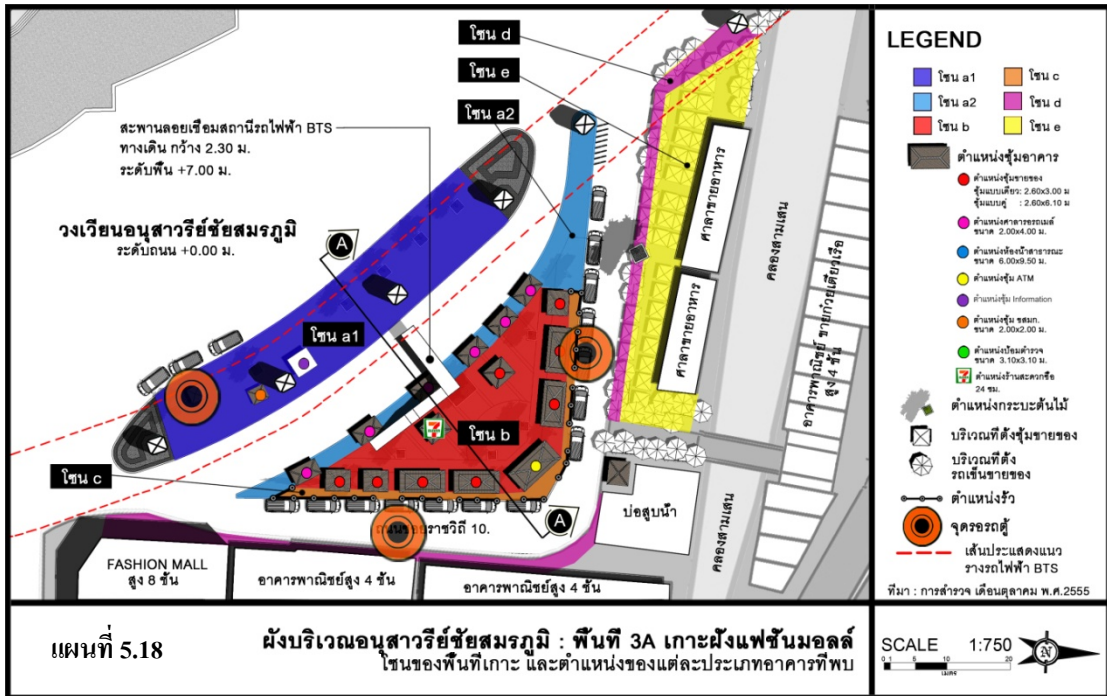 โซน d
โซน e
โซน a2
สะพานลอยเชื่อมสถานีรถไฟฟ้า BTS
ทางเดิน กว้าง 2.30 ม.
ระดับพื้น +7.00 ม.
วงเวียนอนุสาวรีย์ชัยสมรภูมิ
ระดับถนน +0.00 ม.
A
โซน a1
โซน b
โซน c
A
ถนนซอยราชวิถี 10.
FASHION MALL
สูง 8 ชั้น
อาคารพาณิชย์สูง 4 ชั้น
อาคารพาณิชย์สูง 4 ชั้น
บ่อสูบน้ำ
ศาลาขายอาหาร
ศาลาขายอาหาร
คลองสามเสน
คลองสามเสน
อาคารพาณิชย์ ขายก๋วยเตี๋ยวเรือ
สูง 4 ชั้น
LEGEND
โซน a1
โซน c
โซน a2
โซน d
โซน b
โซน e
ตำแหน่งซุ้มอาคาร
ตำแหน่งซุ้มขายของ
ซุ้มแบบเดี่ยว: 2.60x3.00 ม
ซุ้มแบบคู่ : 2.60x6.10 ม
ตำแหน่งศาลารอรถเมล์
ขนาด 2.00x4.00 ม.
ตำแหน่งห้องน้ำสาธารณะ
ขนาด 6.00x9.50 ม.
ตำแหน่งซุ้ม ATM
ตำแหน่งซุ้ม Information
ตำแหน่งซุ้ม ขสมก.
ขนาด 2.00x2.00 ม.
ตำแหน่งป้อมตำรวจ
ขนาด 3.10x3.10 ม.
ตำแหน่งร้านสะดวกซื้อ
24 ชม.
ตำแหน่งกระบะต้นไม้
บริเวณที่ตั้งซุ้มขายของ
บริเวณที่ตั้ง
รถเข็นขายของ
ตำแหน่งรั้ว
จุดรอรถตู้
เส้นประแสดงแนว
รางรถไฟฟ้า BTS
ที่มา : การสำรวจ เดือนตุลาคม พ.ศ.2555
แผนที่ 5.18
ผังบริเวณอนุสาวรีย์ชัยสมรภูมิ : พื้นที่ 3A เกาะฝั่งแฟชั่นมอลล์
โซนของพื้นที่เกาะ และตำแหน่งของแต่ละประเภทอาคารที่พบ
SCALE 1:750
0 1 5 10 20
เมตร
N